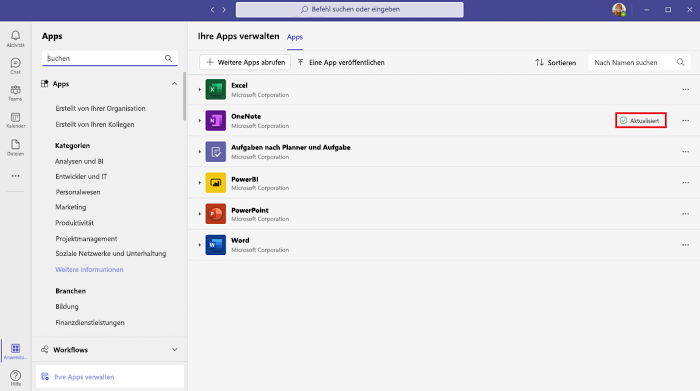 Befehl suchen oder eingeben
Aktivität
Chat
Teams
Kalender
Dateien
Anwendu...
Hilfe
Apps
Suchen
Apps
Erstellt von Ihrer Organisation
Erstellt von Ihren Kollegen
Kategorien
Analysen und BI
Entwickler und IT
Personalwesen
Marketing
Produktivität
Projektmanagement
Soziale Netzwerke und Unterhaltung
Weitere Informationen
Branchen
Bildung
Finanzdienstleistungen
Workflows
Ihre Apps verwalten
Ihre Apps verwalten Apps
Weitere Apps abrufen Eine App veröffentlichen Sortieren Nach Namen suchen
Excel
Microsoft Corporation
OneNote
Microsoft Corporation
Aktualisiert
Aufgaben nach Planner und Aufgabe
Microsoft Corporation
PowerBI
Microsoft Corporation
PowerPoint
Microsoft Corporation
Word
Microsoft Corporation